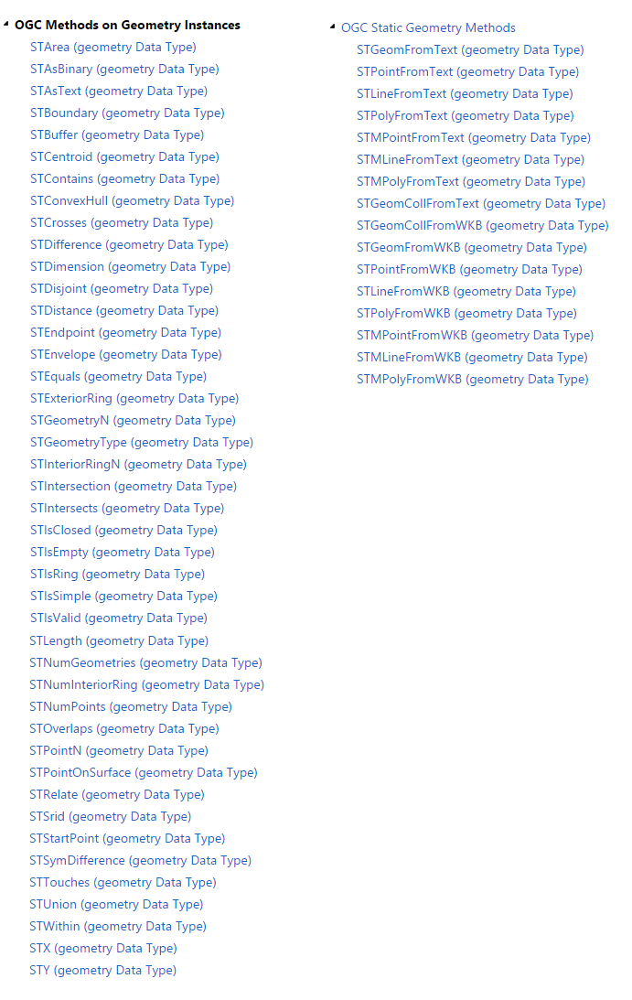 OGC Methods on Geometry Instances
STArea (geometry Data Type)
STAsBinary (geometry Data Type)
STAsText (geometry Data Type)
STBoundary (geometry Data Type)
STBuffer (geometry Data Type)
STCentroid (geometry Data Type)
STContains (geometry Data Type)
STConvexHull (geometry Data Type)
STCrosses (geometry Data Type)
STDifference (geometry Data Type)
STDimension (geometry Data Type)
STDisjoint (geometry Data Type)
STDistance (geometry Data Type)
STEndpoint (geometry Data Type)
STEnvelope (geometry Data Type)
STEquals (geometry Data Type)
STExteriorRing (geometry Data Type)
STGeometryN (geometry Data Type)
STGeometryType (geometry Data Type)
STInteriorRingN (geometry Data Type)
STIntersection (geometry Data Type)
STIntersects (geometry Data Type)
STIsClosed (geometry Data Type)
STIsEmpty (geometry Data Type)
STIsRing (geometry Data Type)
STIsSimple (geometry Data Type)
STIsValid (geometry Data Type)
STLength (geometry Data Type)
STNumGeometries (geometry Data Type)
STNumInteriorRing (geometry Data Type)
STNumPoints (geometry Data Type)
STOverlaps (geometry Data Type)
STPointN (geometry Data Type)
STPointOnSurface (geometry Data Type)
STRelate (geometry Data Type)
STSrid (geometry Data Type)
STStartPoint (geometry Data Type)
STSymDifference (geometry Data Type)
STTouches (geometry Data Type)
STUnion (geometry Data Type)
STWithin (geometry Data Type)
STX (geometry Data Type)
STY (geometry Data Type)
OGC Static Geometry Methods
STGeomFromText (geometry Data Type)
STPointFromText (geometry Data Type)
STLineFromText (geometry Data Type)
STPolyFromText (geometry Data Type)
STMPointFromText (geometry Data Type)
STMLineFromText (geometry Data Type)
STMPolyFromText (geometry Data Type)
STGeomCollFromText (geometry Data Type)
STGeomCollFromWKB (geometry Data Type)
STGeomFromWKB (geometry Data Type)
STPointFromWKB (geometry Data Type)
STLineFromWKB (geometry Data Type)
STPolyFromWKB (geometry Data Type)
STMPointFromWKB (geometry Data Type)
STMLineFromWKB (geometry Data Type)
STMPolyFromWKB (geometry Data Type)